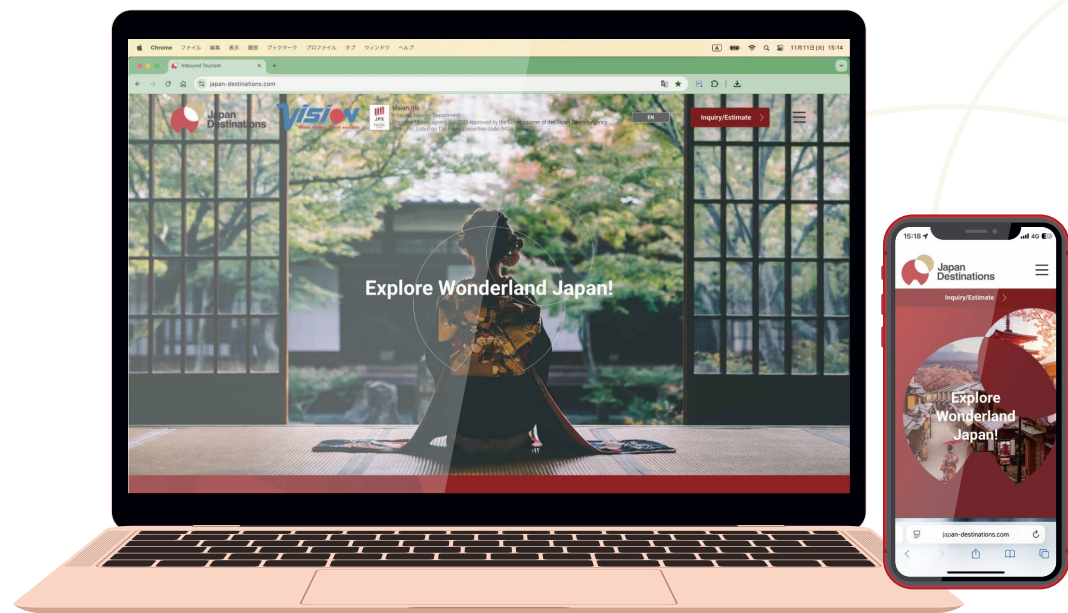 Chrome ファイル 編集 表示 履歴 ブックマーク プロファイル タブ ウィンドウ ヘルプ
A
11月11日(火) 15:14
Inbound Tourism
japan-destinations.com
Japan
Destinations
Vision
JPX
Vision Inc.
Inbound Tourism Department
EN
Inquiry/Estimate
Explore Wonderland Japan!
15:18
4G
Japan
Destinations
Inquiry/Estimate
Explore
Wonderland
Japan!
japan-destinations.com